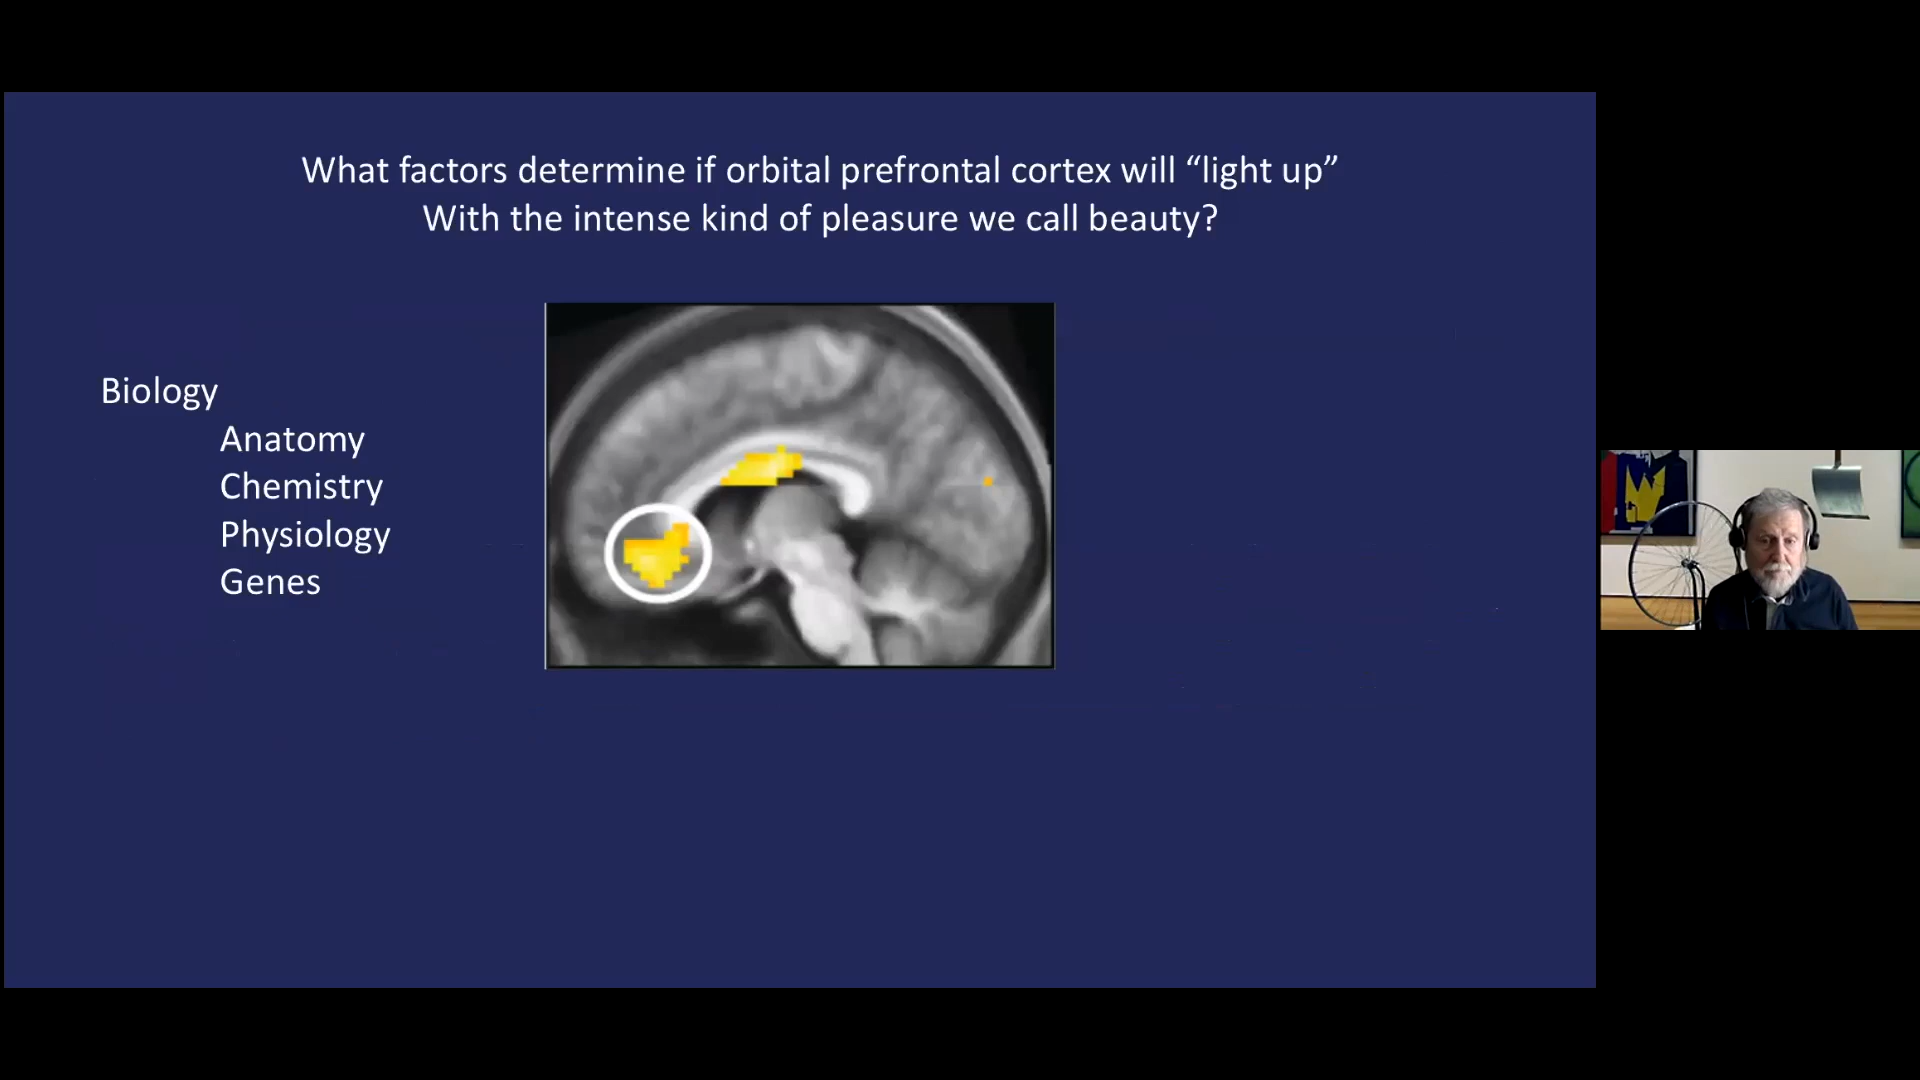 What factors determine if orbital prefrontal cortex will “light up”
With the intense kind of pleasure we call beauty?
Biology
Anatomy
Chemistry
Physiology
Genes